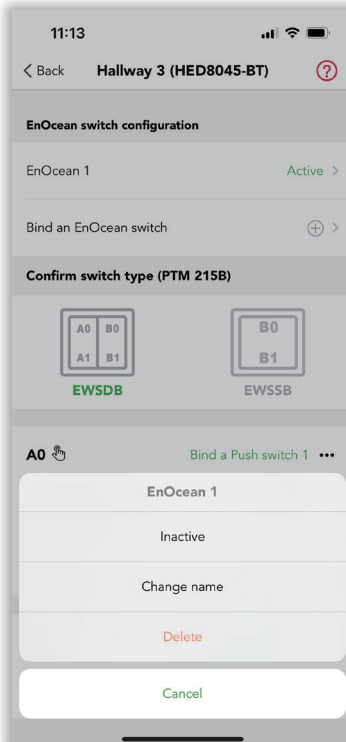 11:13
Back Hallway 3 (HED8045-BT) ?
EnOcean switch configuration
EnOcean 1 Active >
Bind an EnOcean switch
Confirm switch type (PTM 215B)
A0 B0 B0
A1 B1 B1
EWSDB EWSSB
A0 Bind a Push switch 1 •••
EnOcean 1
Inactive
Change name
Delete
Cancel